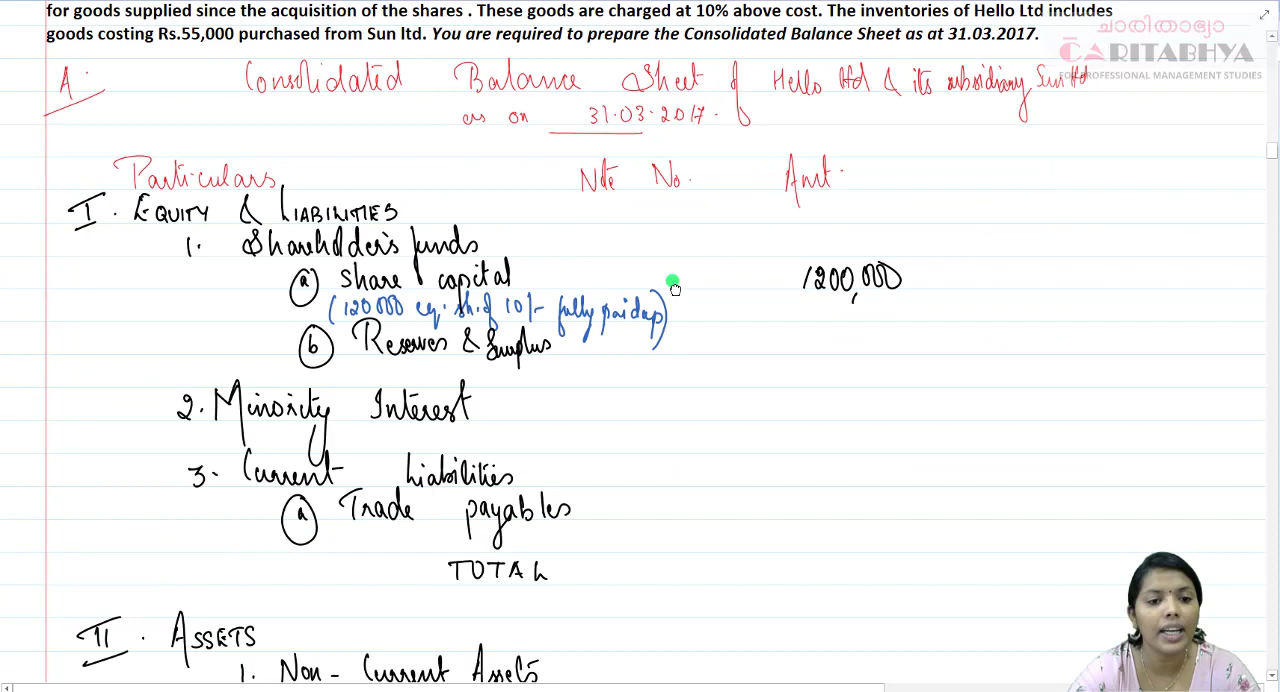 for goods supplied since the acquisition of the shares . These goods are charged at 10% above cost. The inventories of Hello Ltd includes
goods costing Rs.55,000 purchased from Sun ltd. You are required to prepare the Consolidated Balance Sheet as at 31.03.2017.
ചാരിതാഭ്യാ
CARITABHYA
FOR PROFESSIONAL MANAGEMENT STUDIES
A: Consolidated Balance Sheet of Hello Ltd & its subsidiary Sun Ltd
as on 31.03.2017.
Particulars Note No. Amt.
I. EQUITY & LIABILITIES
1. Shareholder's funds
(a) Share capital 1200,000
(120000 eq. sh. of 10/- fully paid up)
(b) Reserves & Surplus
2. Minority Interest
3. Current Liabilities
(a) Trade payables
TOTAL
II. ASSETS
1. Non - Current Assets